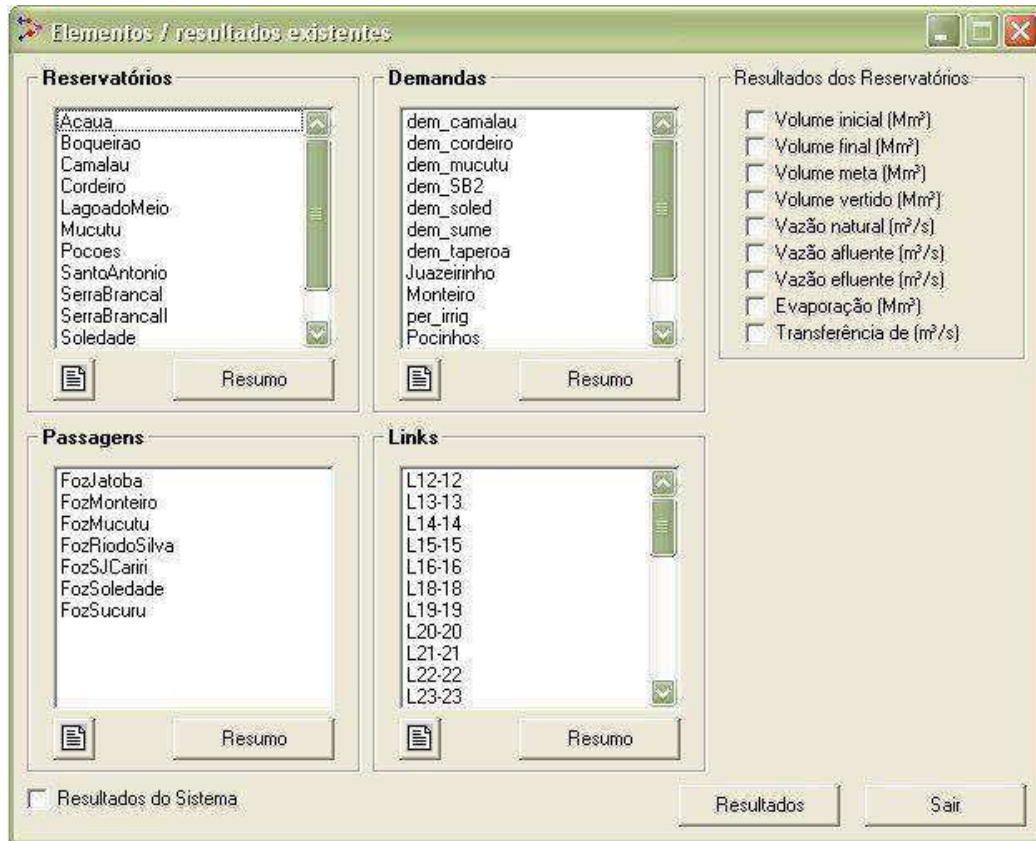 Elementos / resultados existentes
Reservatórios
Acaua
Boqueirao
Camalau
Cordeiro
LagoadoMeio
Mucutu
Pocoes
SantoAntonio
SerraBrancaI
SerraBrancaII
Soledade
Resumo
Demandas
dem_camalau
dem_cordeiro
dem_mucutu
dem_SB2
dem_soled
dem_sume
dem_taperoa
Juazeirinho
Monteiro
per_irrig
Pocinhos
Resumo
Resultados dos Reservatórios
Volume inicial (Mm³)
Volume final (Mm³)
Volume meta (Mm³)
Volume vertido (Mm³)
Vazão natural (m³/s)
Vazão afluente (m³/s)
Vazão efluente (m³/s)
Evaporação (Mm³)
Transferência de (m³/s)
Passagens
FozJatoba
FozMonteiro
FozMucutu
FozRiodoSilva
FozSJCariri
FozSoledade
FozSucuru
Resumo
Links
L12-12
L13-13
L14-14
L15-15
L16-16
L18-18
L19-19
L20-20
L21-21
L22-22
L23-23
Resumo
Resultados do Sistema
Resultados
Sair